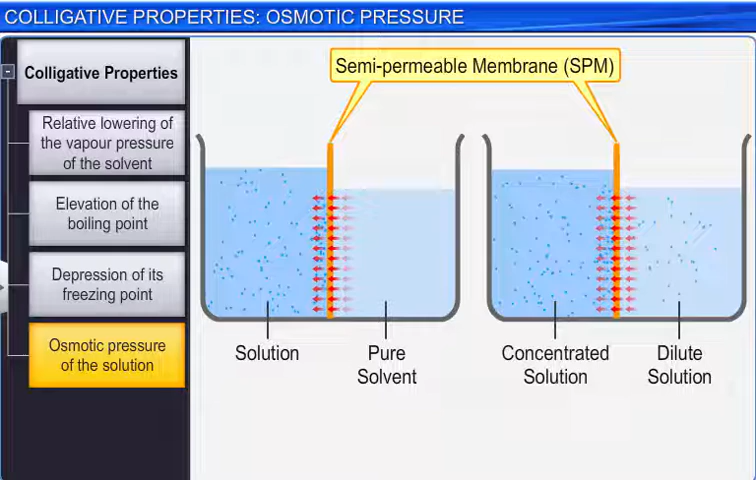 COLLIGATIVE PROPERTIES: OSMOTIC PRESSURE
Colligative Properties
Relative lowering of
the vapour pressure
of the solvent
Elevation of the
boiling point
Depression of its
freezing point
Osmotic pressure
of the solution
Semi-permeable Membrane (SPM)
Solution
Pure
Solvent
Concentrated
Solution
Dilute
Solution